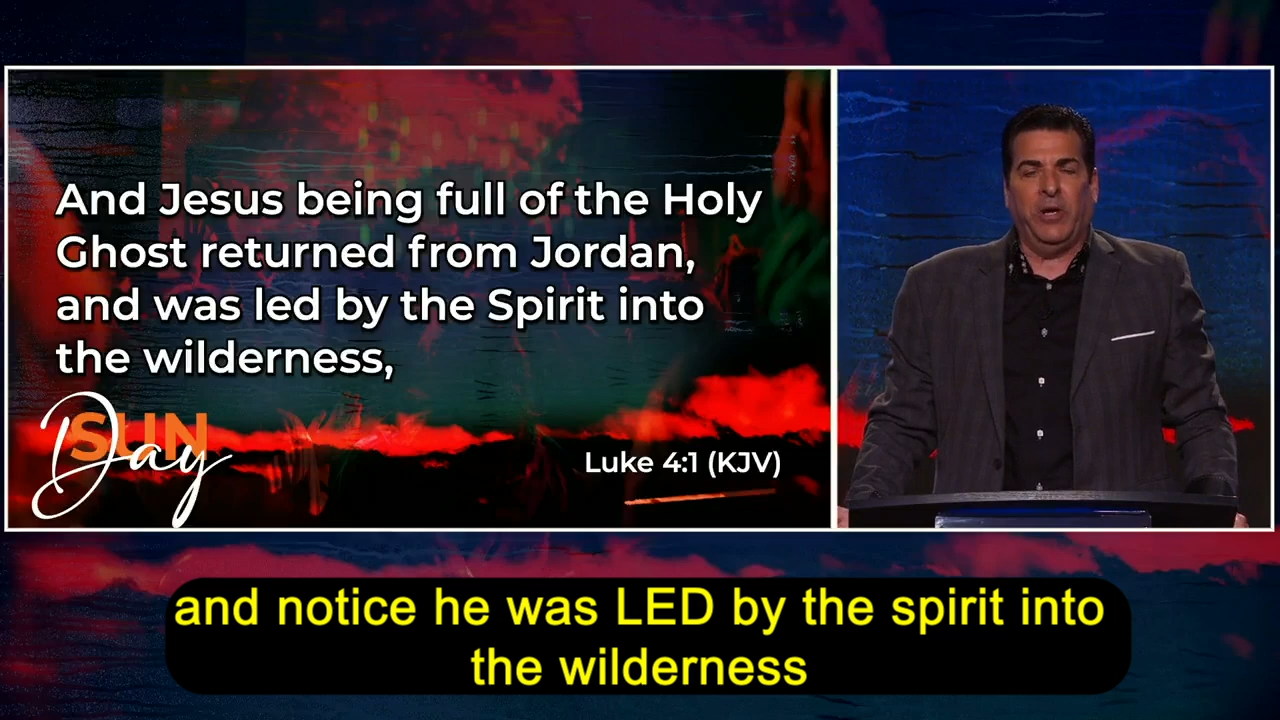 And Jesus being full of the Holy
Ghost returned from Jordan,
and was led by the Spirit into
the wilderness,
SUN
Day
Luke 4:1 (KJV)
and notice he was LED by the spirit into
the wilderness